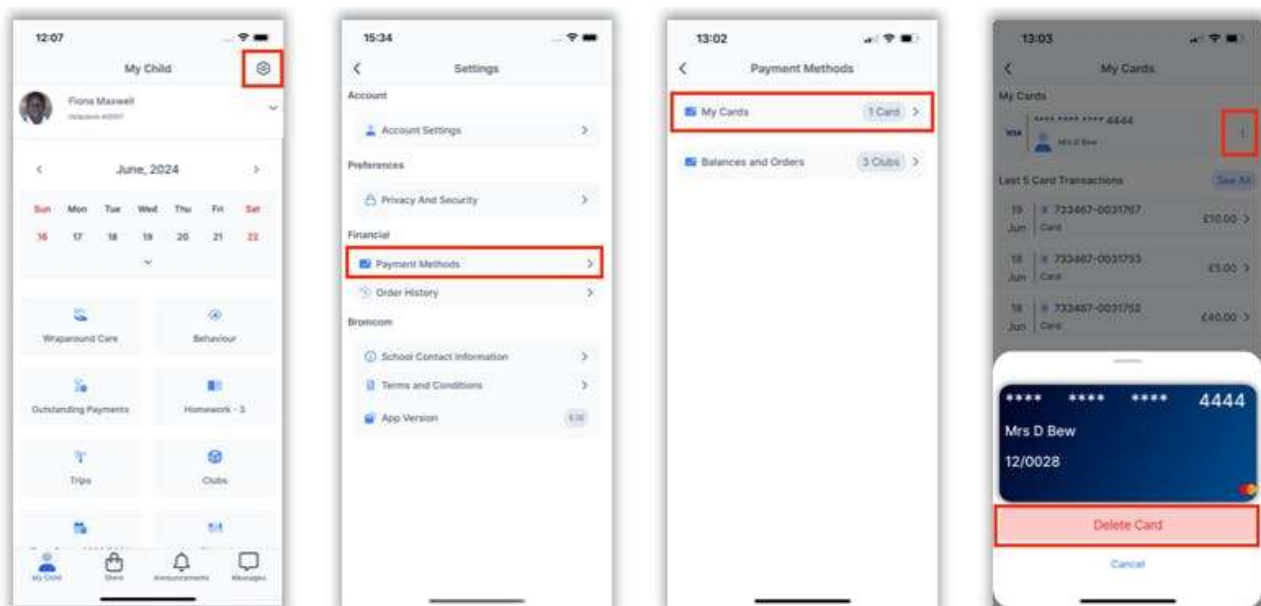 12:07
My Child
Fiona Maxwell
June, 2024
Sun Mon Tue Wed Thu Fri Sat
16 17 18 19 20 21 22
Wraparound Care
Behaviour
Outstanding Payments
Homework - 3
Trips
Clubs
My Child
Store
Announcements
Messages
15:34
Settings
Account
Account Settings
Preferences
Privacy And Security
Financial
Payment Methods
Order History
Bromcom
School Contact Information
Terms and Conditions
App Version
13:02
Payment Methods
My Cards 1 Card
Balances and Orders 3 Clubs
13:03
My Cards
My Cards
VISA
**** **** **** 4444
Mrs D Bew
Last 5 Card Transactions See All
19 Jun
733467-0031767
Card
£10.00
18 Jun
733467-0031753
Card
£5.00
18 Jun
733467-0031752
Card
£40.00
**** **** **** 4444
Mrs D Bew
12/0028
Delete Card
Cancel